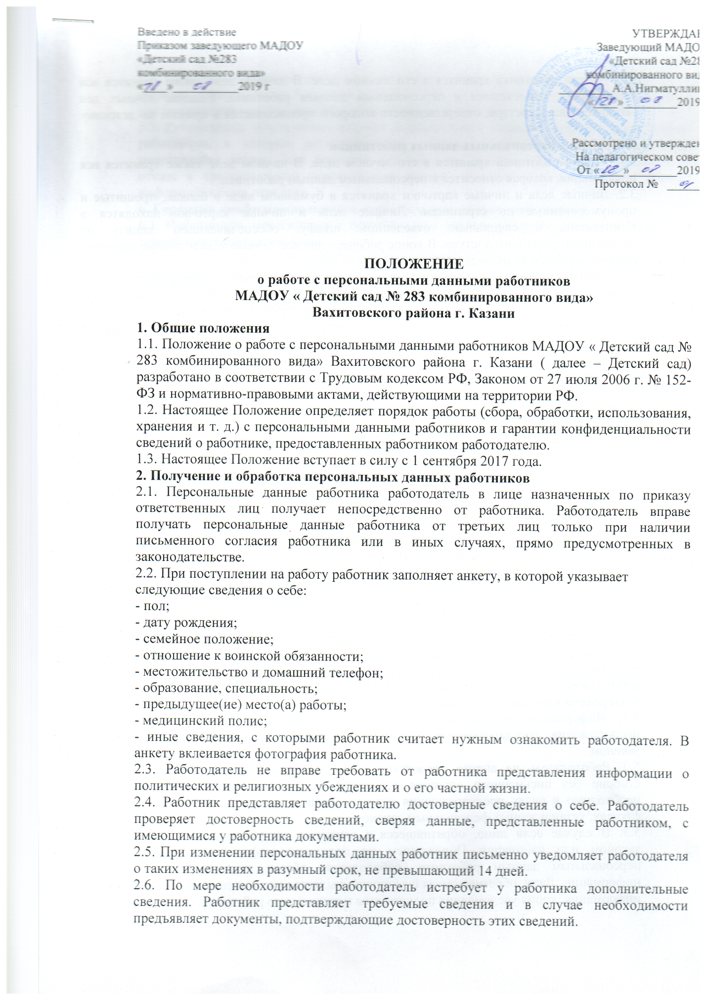 Введено в действие
Приказом заведующего МАДОУ
«Детский сад №283
комбинированного вида»
«    »    08    2019 г
УТВЕРЖДАЮ
Заведующий МАДО
«Детский сад №28
комбинированного вид
А.А.Нигматуллин
«28» 08 2019
Рассмотрено и утвержден
На педагогическом совет
От «28» 08 2019
Протокол № 01
ПОЛОЖЕНИЕ
о работе с персональными данными работников
МАДОУ « Детский сад № 283 комбинированного вида»
Вахитовского района г. Казани
1. Общие положения
1.1. Положение о работе с персональными данными работников МАДОУ « Детский сад №
283 комбинированного вида» Вахитовского района г. Казани ( далее – Детский сад)
разработано в соответствии с Трудовым кодексом РФ, Законом от 27 июля 2006 г. № 152-
ФЗ и нормативно-правовыми актами, действующими на территории РФ.
1.2. Настоящее Положение определяет порядок работы (сбора, обработки, использования,
хранения и т. д.) с персональными данными работников и гарантии конфиденциальности
сведений о работнике, предоставленных работником работодателю.
1.3. Настоящее Положение вступает в силу с 1 сентября 2017 года.
2. Получение и обработка персональных данных работников
2.1. Персональные данные работника работодатель в лице назначенных по приказу
ответственных лиц получает непосредственно от работника. Работодатель вправе
получать персональные данные работника от третьих лиц только при наличии
письменного согласия работника или в иных случаях, прямо предусмотренных в
законодательстве.
2.2. При поступлении на работу работник заполняет анкету, в которой указывает
следующие сведения о себе:
- пол;
- дату рождения;
- семейное положение;
- отношение к воинской обязанности;
- местожительство и домашний телефон;
- образование, специальность;
- предыдущее(ие) место(а) работы;
- медицинский полис;
- иные сведения, с которыми работник считает нужным ознакомить работодателя. В
анкету вклеивается фотография работника.
2.3. Работодатель не вправе требовать от работника представления информации о
политических и религиозных убеждениях и о его частной жизни.
2.4. Работник представляет работодателю достоверные сведения о себе. Работодатель
проверяет достоверность сведений, сверяя данные, представленные работником, с
имеющимися у работника документами.
2.5. При изменении персональных данных работник письменно уведомляет работодателя
о таких изменениях в разумный срок, не превышающий 14 дней.
2.6. По мере необходимости работодатель истребует у работника дополнительные
сведения. Работник представляет требуемые сведения и в случае необходимости
предъявляет документы, подтверждающие достоверность этих сведений.